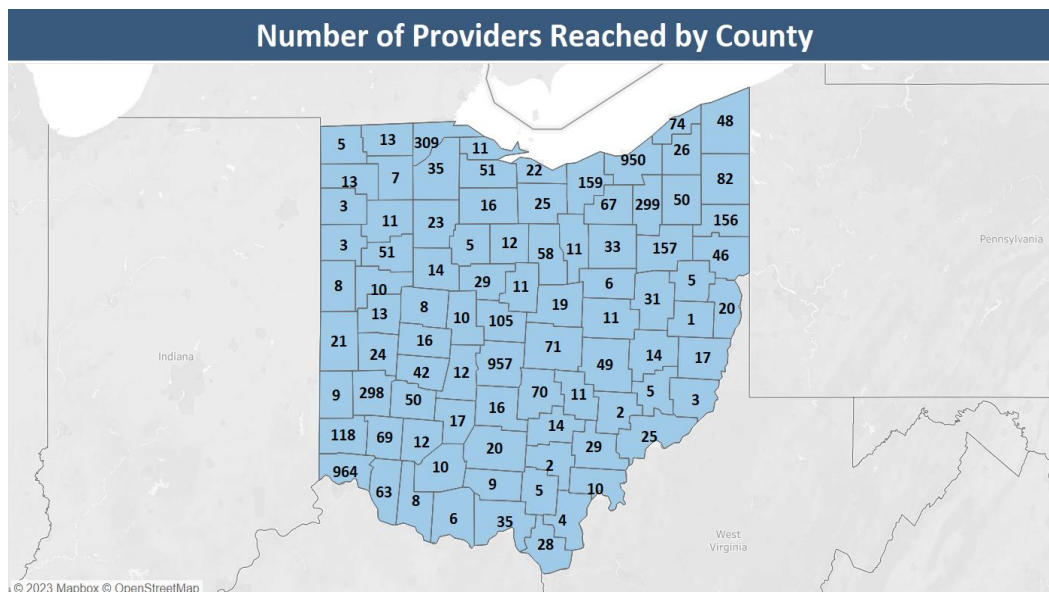 Number of Providers Reached by County
74 48
5 13 309 11 950 26
13 7 35 51 22 159 82
3 16 25 67 299 50
11 23 156
3 51 5 12 58 11 33 157 46
8 10 14 29 11 6 5
13 8 10 105 19 11 31 1 20
21 24 16 71 14 17
42 12 957 49
9 298 50 70 11 5 3
17 16 2
118 69 12 14 29 25
20
964 10 2
63 8 9 5 10
6 35 4
28
Indiana
Pennsylvania
West
Virginia
© 2023 Mapbox © OpenStreetMap